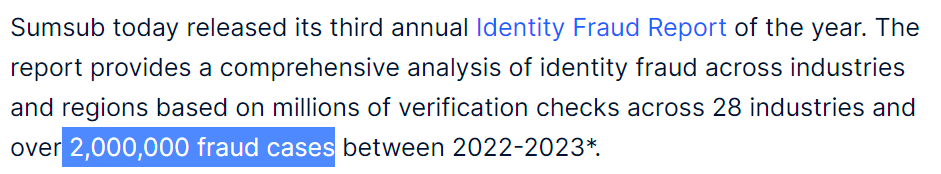 Sumsub today released its third annual Identity Fraud Report of the year. The
report provides a comprehensive analysis of identity fraud across industries
and regions based on millions of verification checks across 28 industries and
over 2,000,000 fraud cases between 2022-2023*.